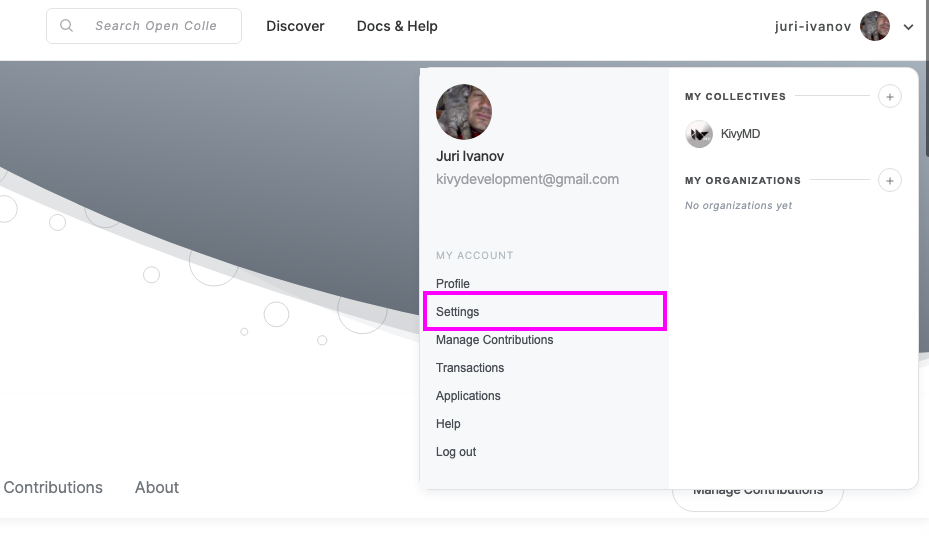 Search Open Colle
Discover
Docs & Help
juri-ivanov
Juri Ivanov
kivydevelopment@gmail.com
MY ACCOUNT
Profile
Settings
Manage Contributions
Transactions
Applications
Help
Log out
MY COLLECTIVES
KivyMD
MY ORGANIZATIONS
No organizations yet
Contributions
About
Manage Contributions